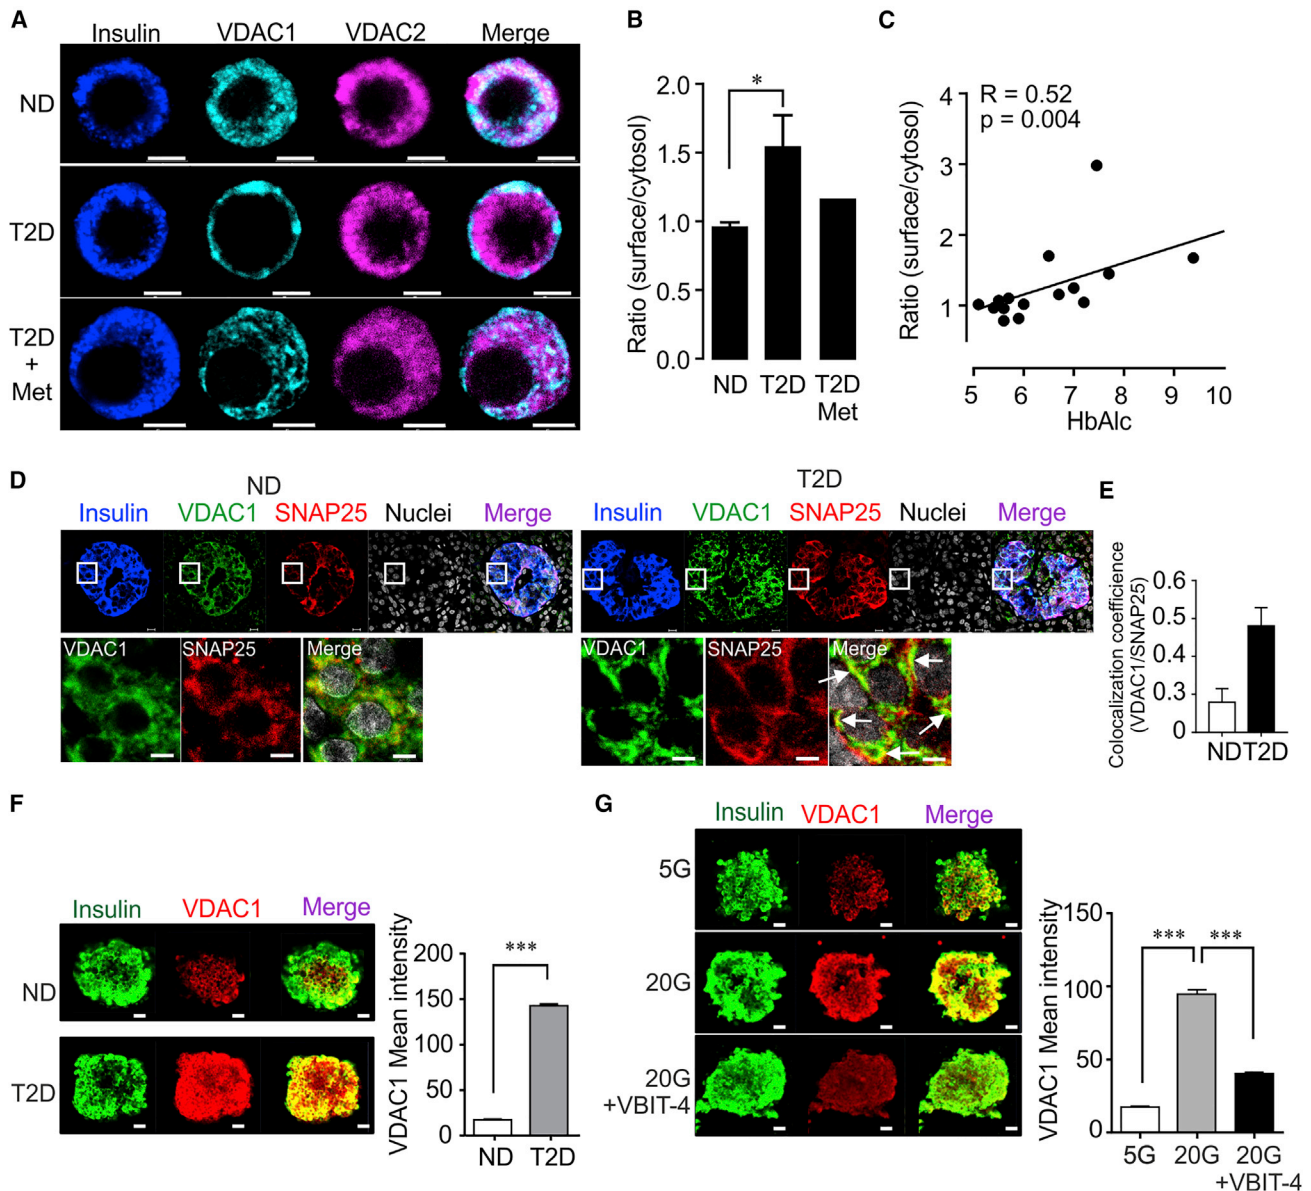 A
Insulin VDAC1 VDAC2 Merge
ND
T2D
T2D
+
Met
B
Ratio (surface/cytosol)
2.0
1.5
1.0
0.5
0.0
*
ND T2D T2D
Met
C
Ratio (surface/cytosol)
R = 0.52
p = 0.004
4
3
2
1
5 6 7 8 9 10
HbAlc
D
ND
Insulin VDAC1 SNAP25 Nuclei Merge
VDAC1 SNAP25 Merge
T2D
Insulin VDAC1 SNAP25 Nuclei Merge
VDAC1 SNAP25 Merge
E
Colocalization coefficience
(VDAC1/SNAP25)
0.6
0.5
0.3
0
ND T2D
F
Insulin VDAC1 Merge
ND
T2D
VDAC1 Mean intensity
200
150
100
50
0
***
ND T2D
G
Insulin VDAC1 Merge
5G
20G
20G
+VBIT-4
VDAC1 Mean intensity
150
100
50
0
*** ***
5G 20G 20G
+VBIT-4